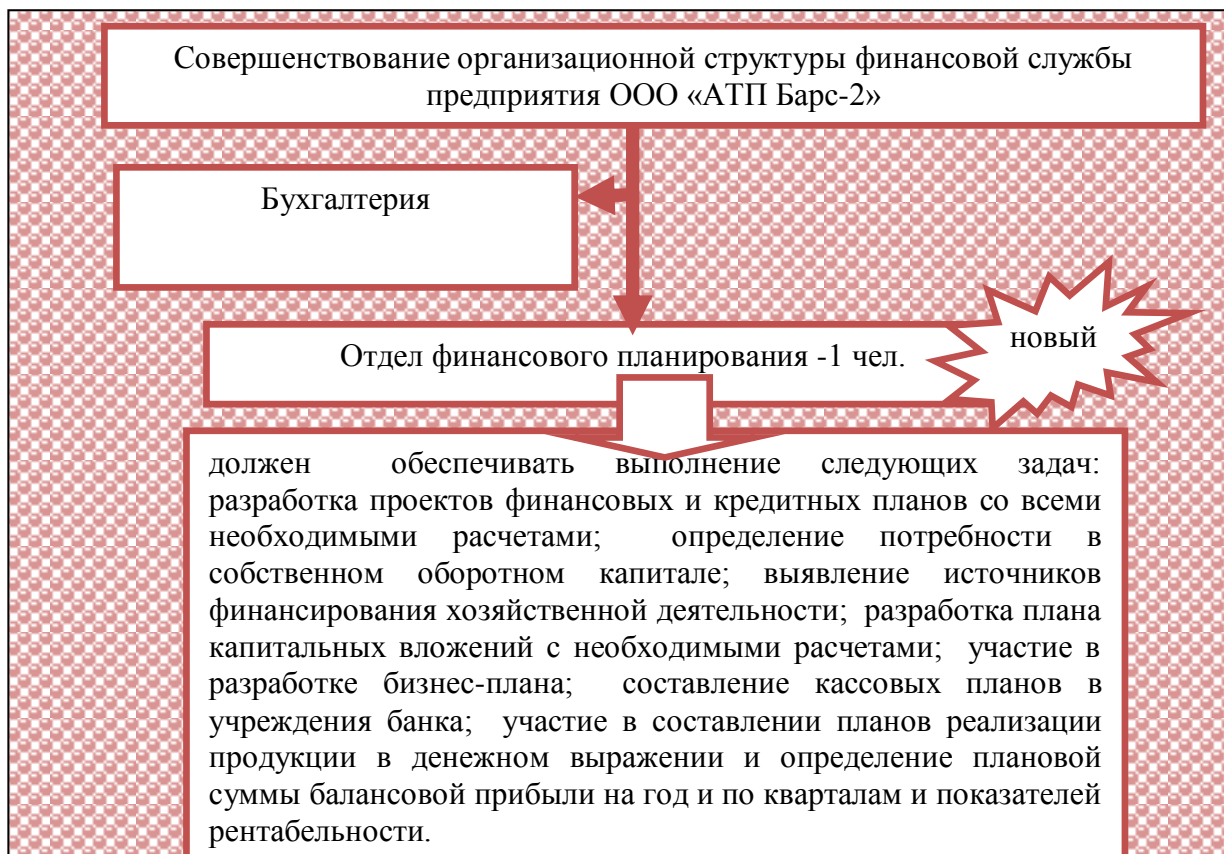 Совершенствование организационной структуры финансовой службы
предприятия ООО «АТП Барс-2»
Бухгалтерия
новый
Отдел финансового планирования -1 чел.
должен обеспечивать выполнение следующих задач:
разработка проектов финансовых и кредитных планов со всеми
необходимыми расчетами; определение потребности в
собственном оборотном капитале; выявление источников
финансирования хозяйственной деятельности; разработка плана
капитальных вложений с необходимыми расчетами; участие в
разработке бизнес-плана; составление кассовых планов в
учреждения банка; участие в составлении планов реализации
продукции в денежном выражении и определение плановой
суммы балансовой прибыли на год и по кварталам и показателей
рентабельности.